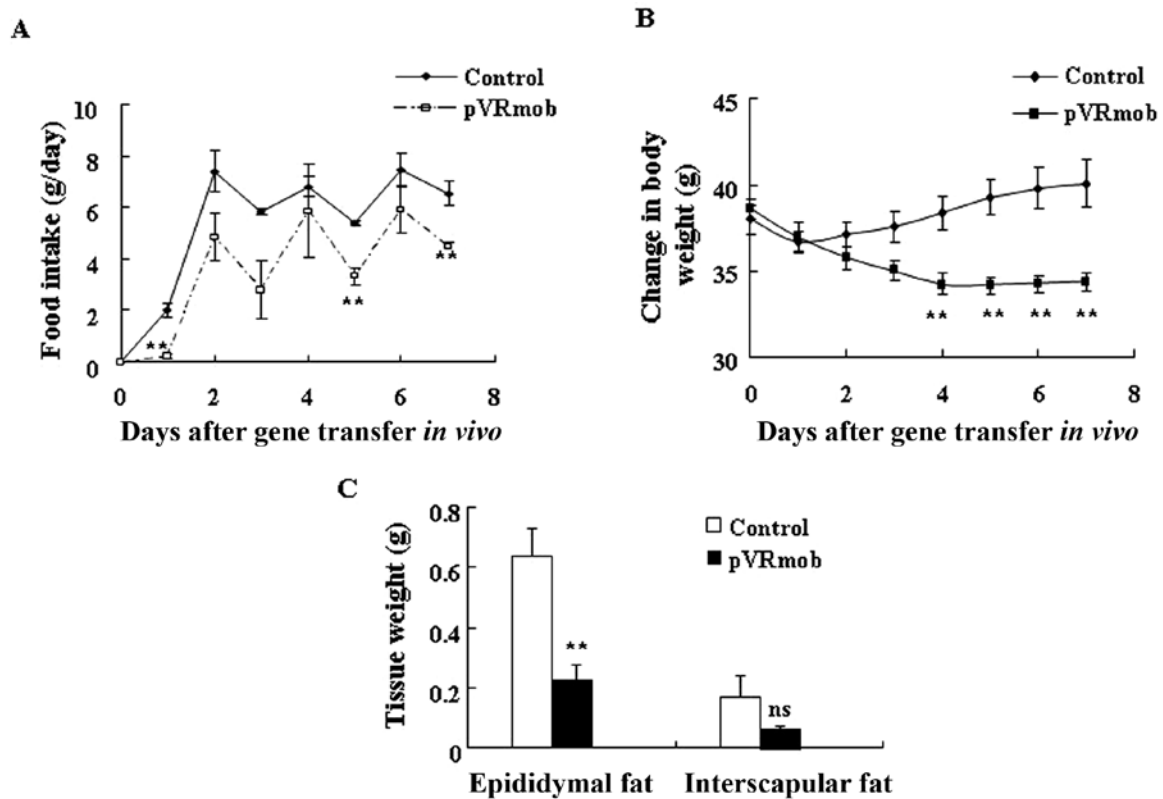 A
Control
pVRmob
10
8
6
4
2
0
Food intake (g/day)
**
**
**
0 2 4 6 8
Days after gene transfer in vivo
B
Control
pVRmob
45
40
35
30
Change in body
weight (g)
** ** ** **
0 2 4 6 8
Days after gene transfer in vivo
C
Control
pVRmob
0.8
0.6
0.4
0.2
0
Tissue weight (g)
**
ns
Epididymal fat Interscapular fat